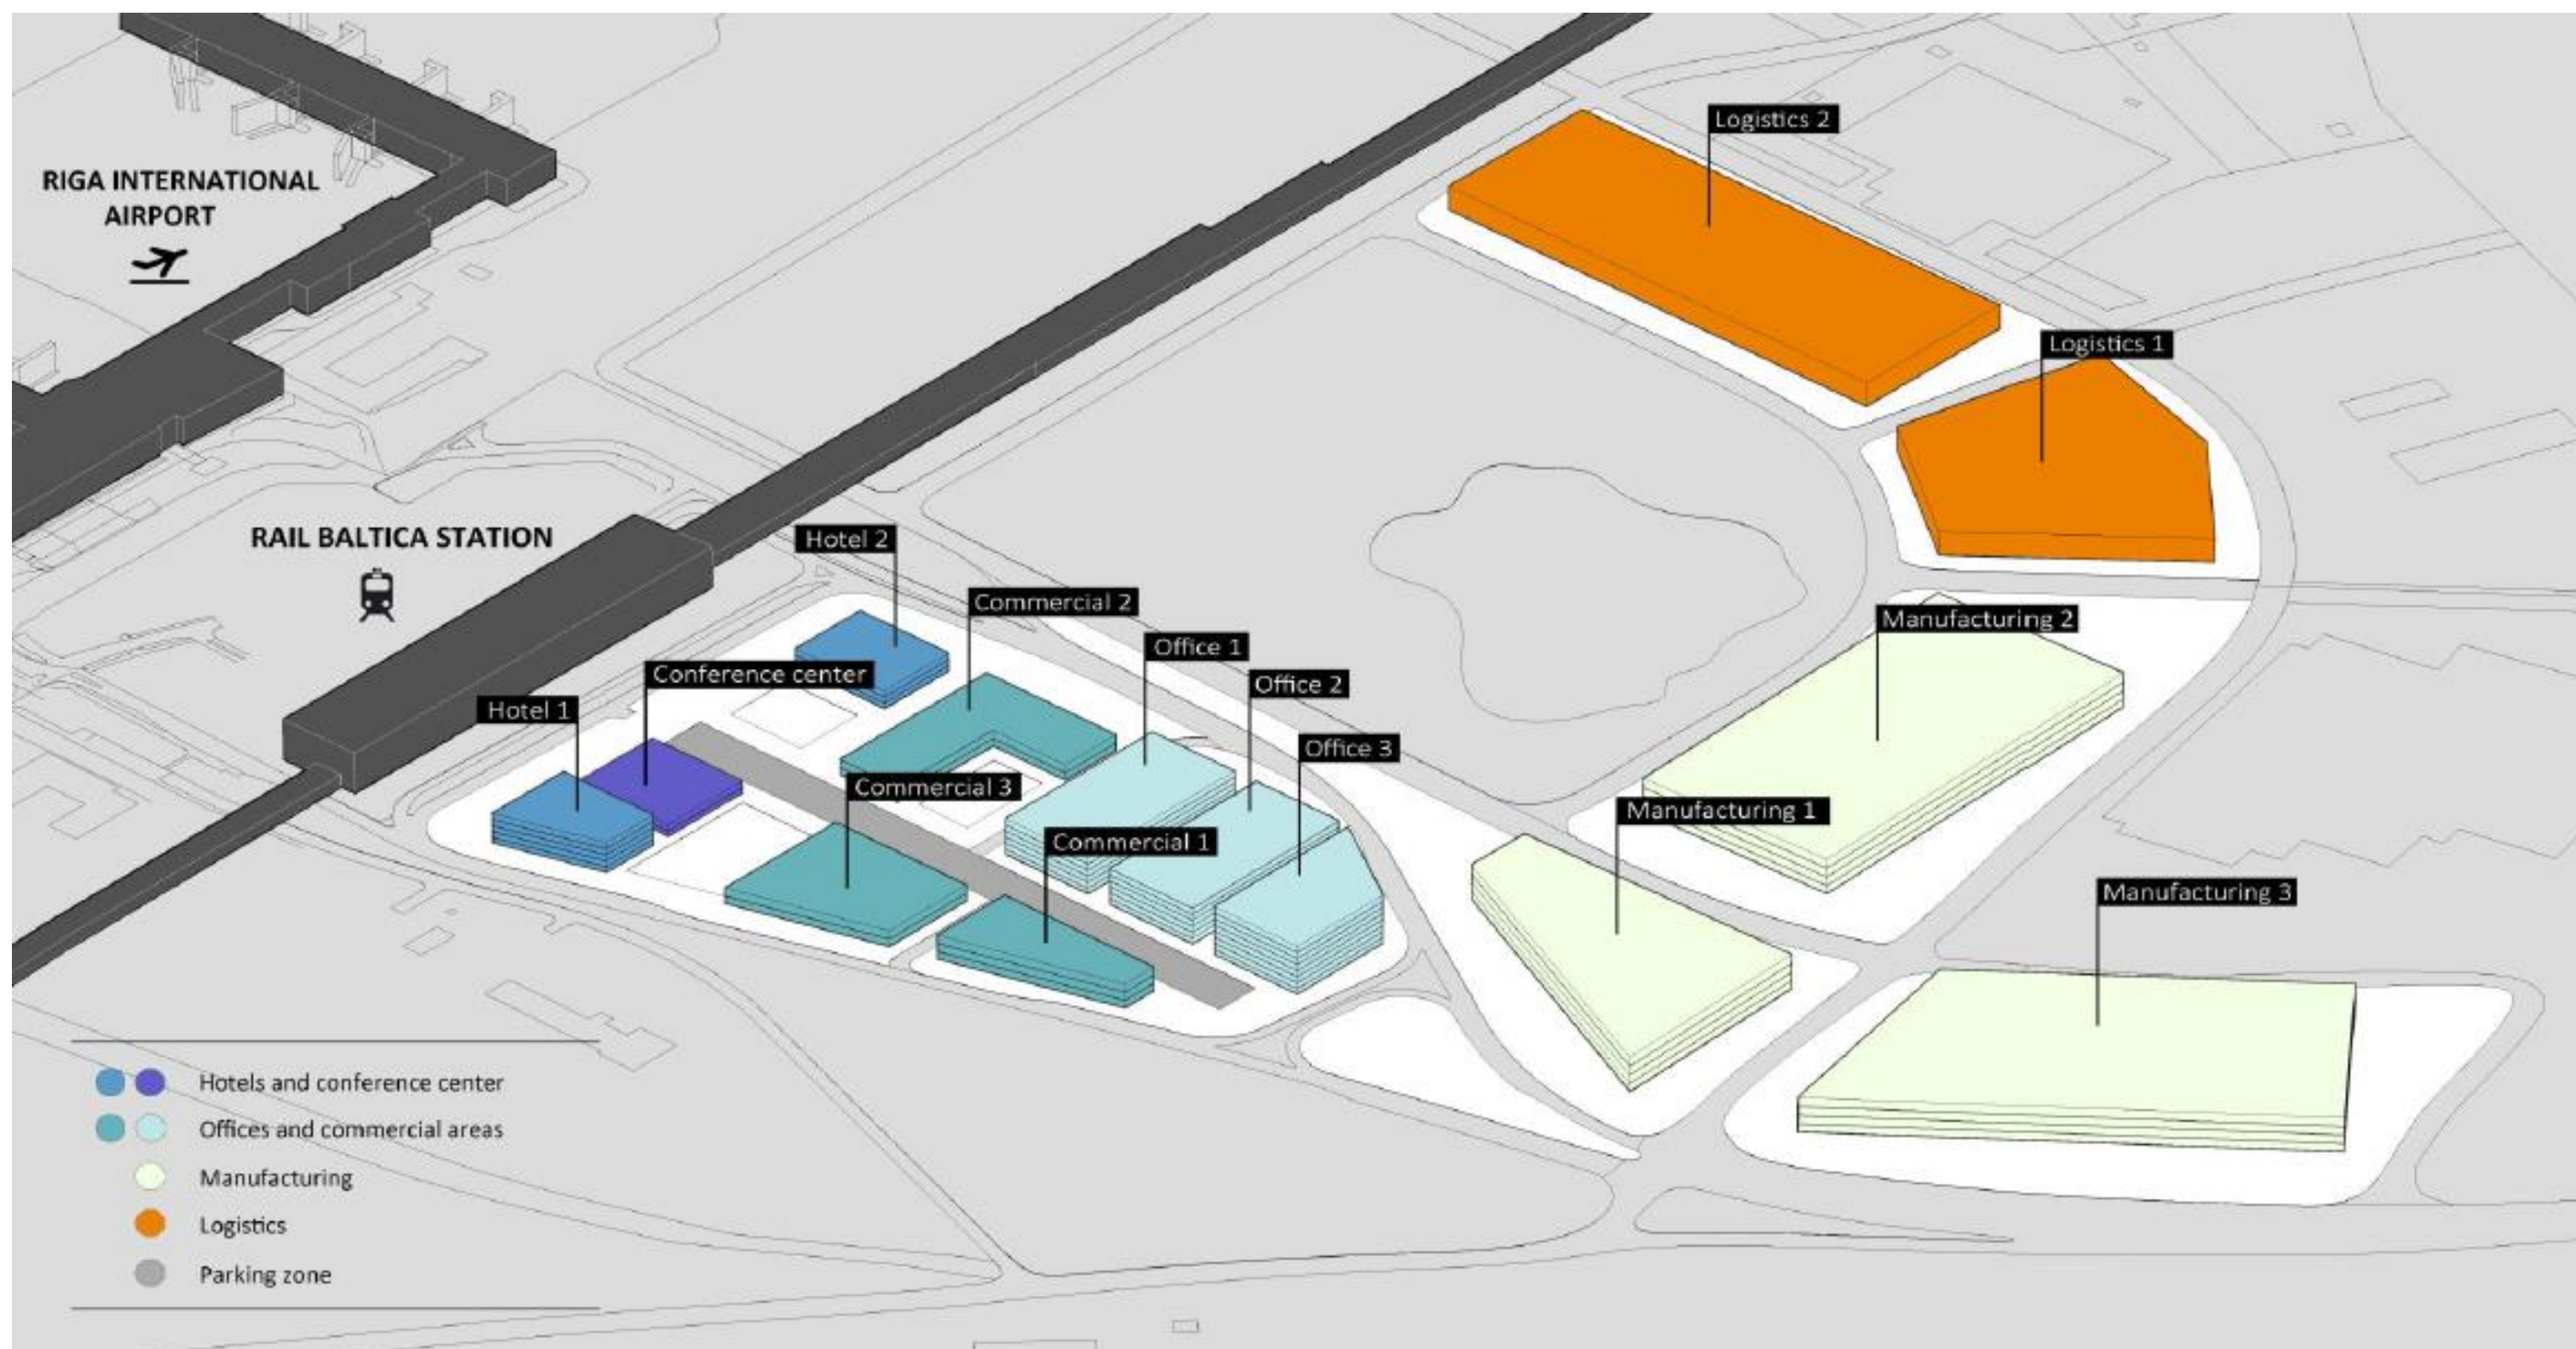 RIGA INTERNATIONAL
AIRPORT
RAIL BALTICA STATION
Logistics 2
Logistics 1
Hotel 2
Commercial 2
Manufacturing 2
Office 1
Conference center
Office 2
Hotel 1
Office 3
Commercial 3
Manufacturing 1
Commercial 1
Manufacturing 3
Hotels and conference center
Offices and commercial areas
Manufacturing
Logistics
Parking zone